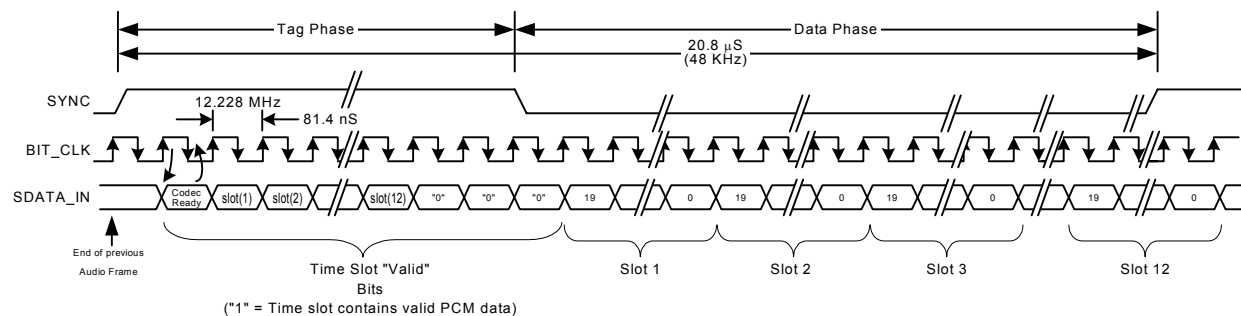 Tag Phase
Data Phase
20.8 μS
(48 KHz)
SYNC
12.228 MHz
81.4 nS
BIT_CLK
SDATA_IN
Codec
Ready
slot(1)
slot(2)
slot(12)
"0"
"0"
"0"
19
0
19
0
19
0
19
0
End of previous
Audio Frame
Time Slot "Valid"
Bits
("1" = Time slot contains valid PCM data)
Slot 1
Slot 2
Slot 3
Slot 12